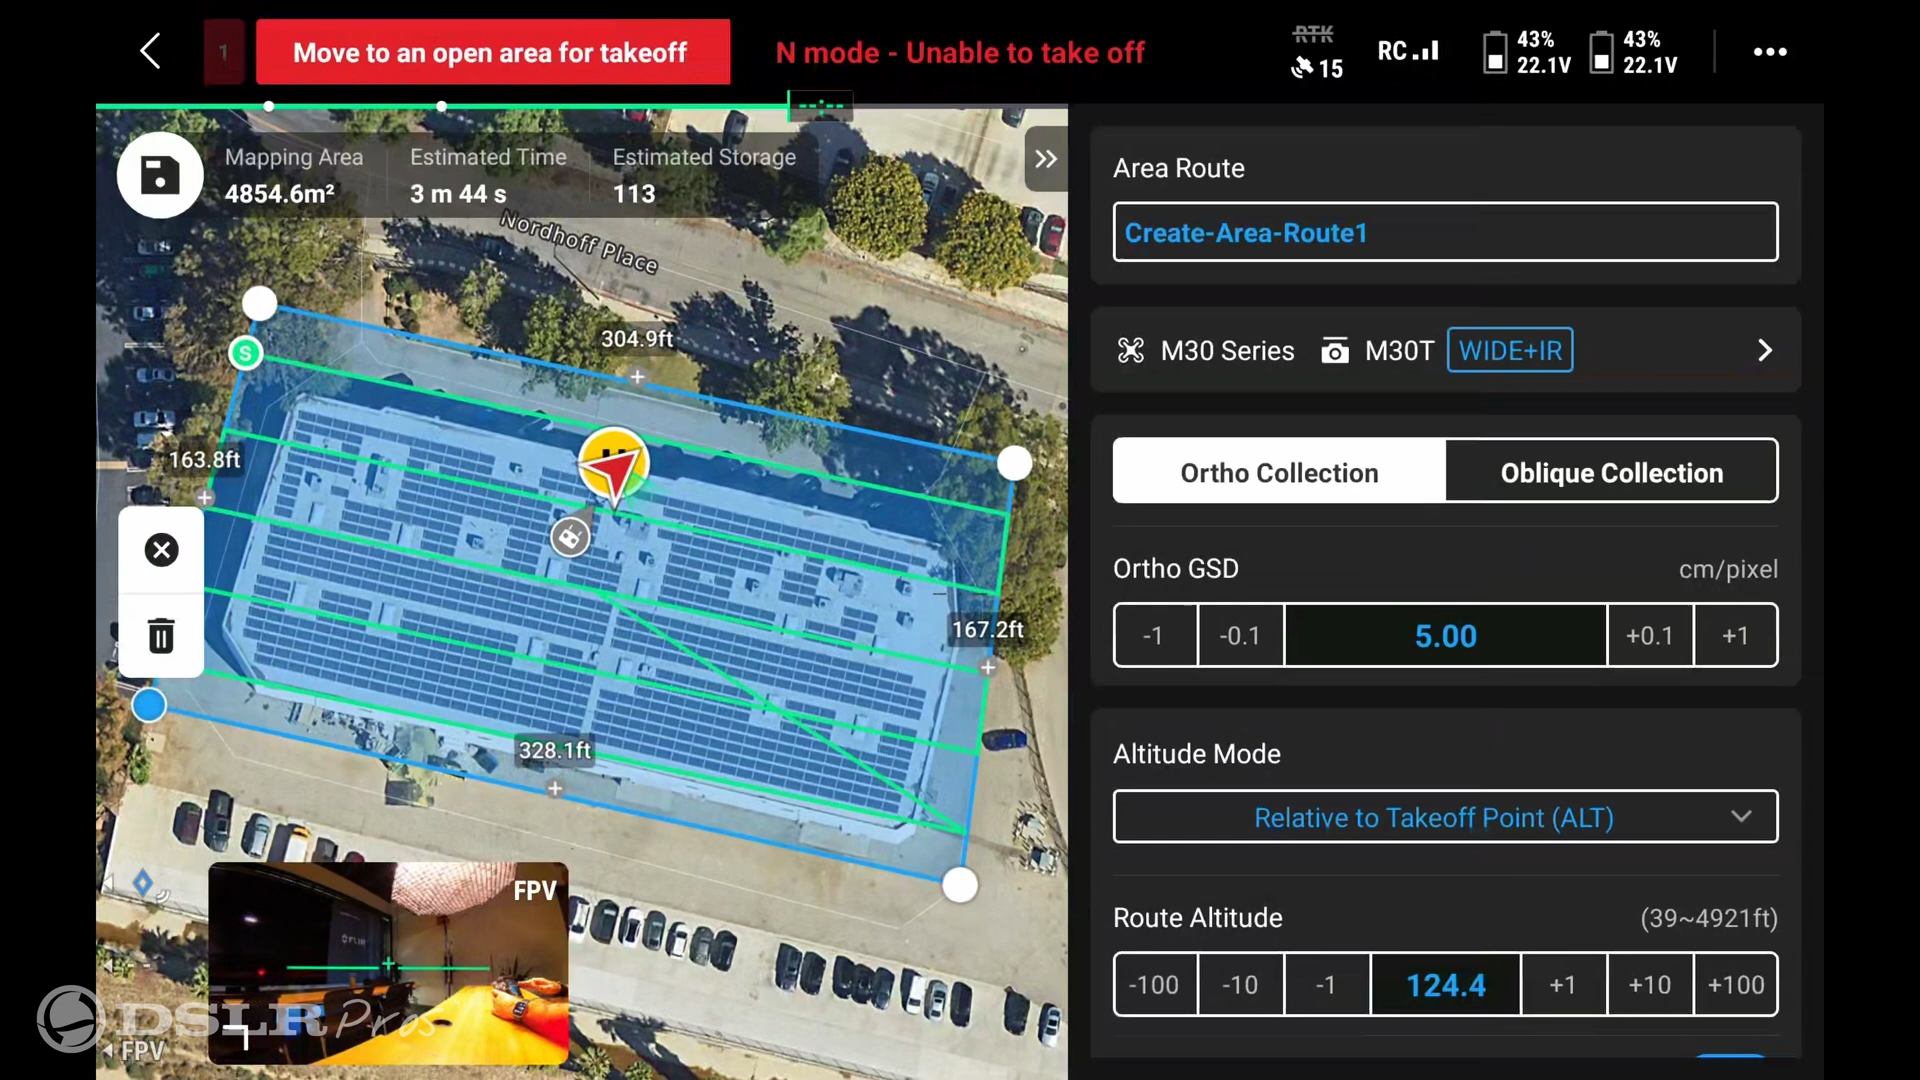 1
Move to an open area for takeoff
N mode - Unable to take off
RTK
15
RC
43%
22.1V
43%
22.1V
Mapping Area
4854.6m²
Estimated Time
3 m 44 s
Estimated Storage
113
Nordhoff Place
304.9ft
S
163.8ft
167.2ft
328.1ft
FPV
DSLR Pros
FPV
Area Route
Create-Area-Route1
M30 Series
M30T
WIDE+IR
Ortho Collection
Oblique Collection
Ortho GSD
cm/pixel
-1
-0.1
5.00
+0.1
+1
Altitude Mode
Relative to Takeoff Point (ALT)
Route Altitude
(39~4921ft)
-100
-10
-1
124.4
+1
+10
+100